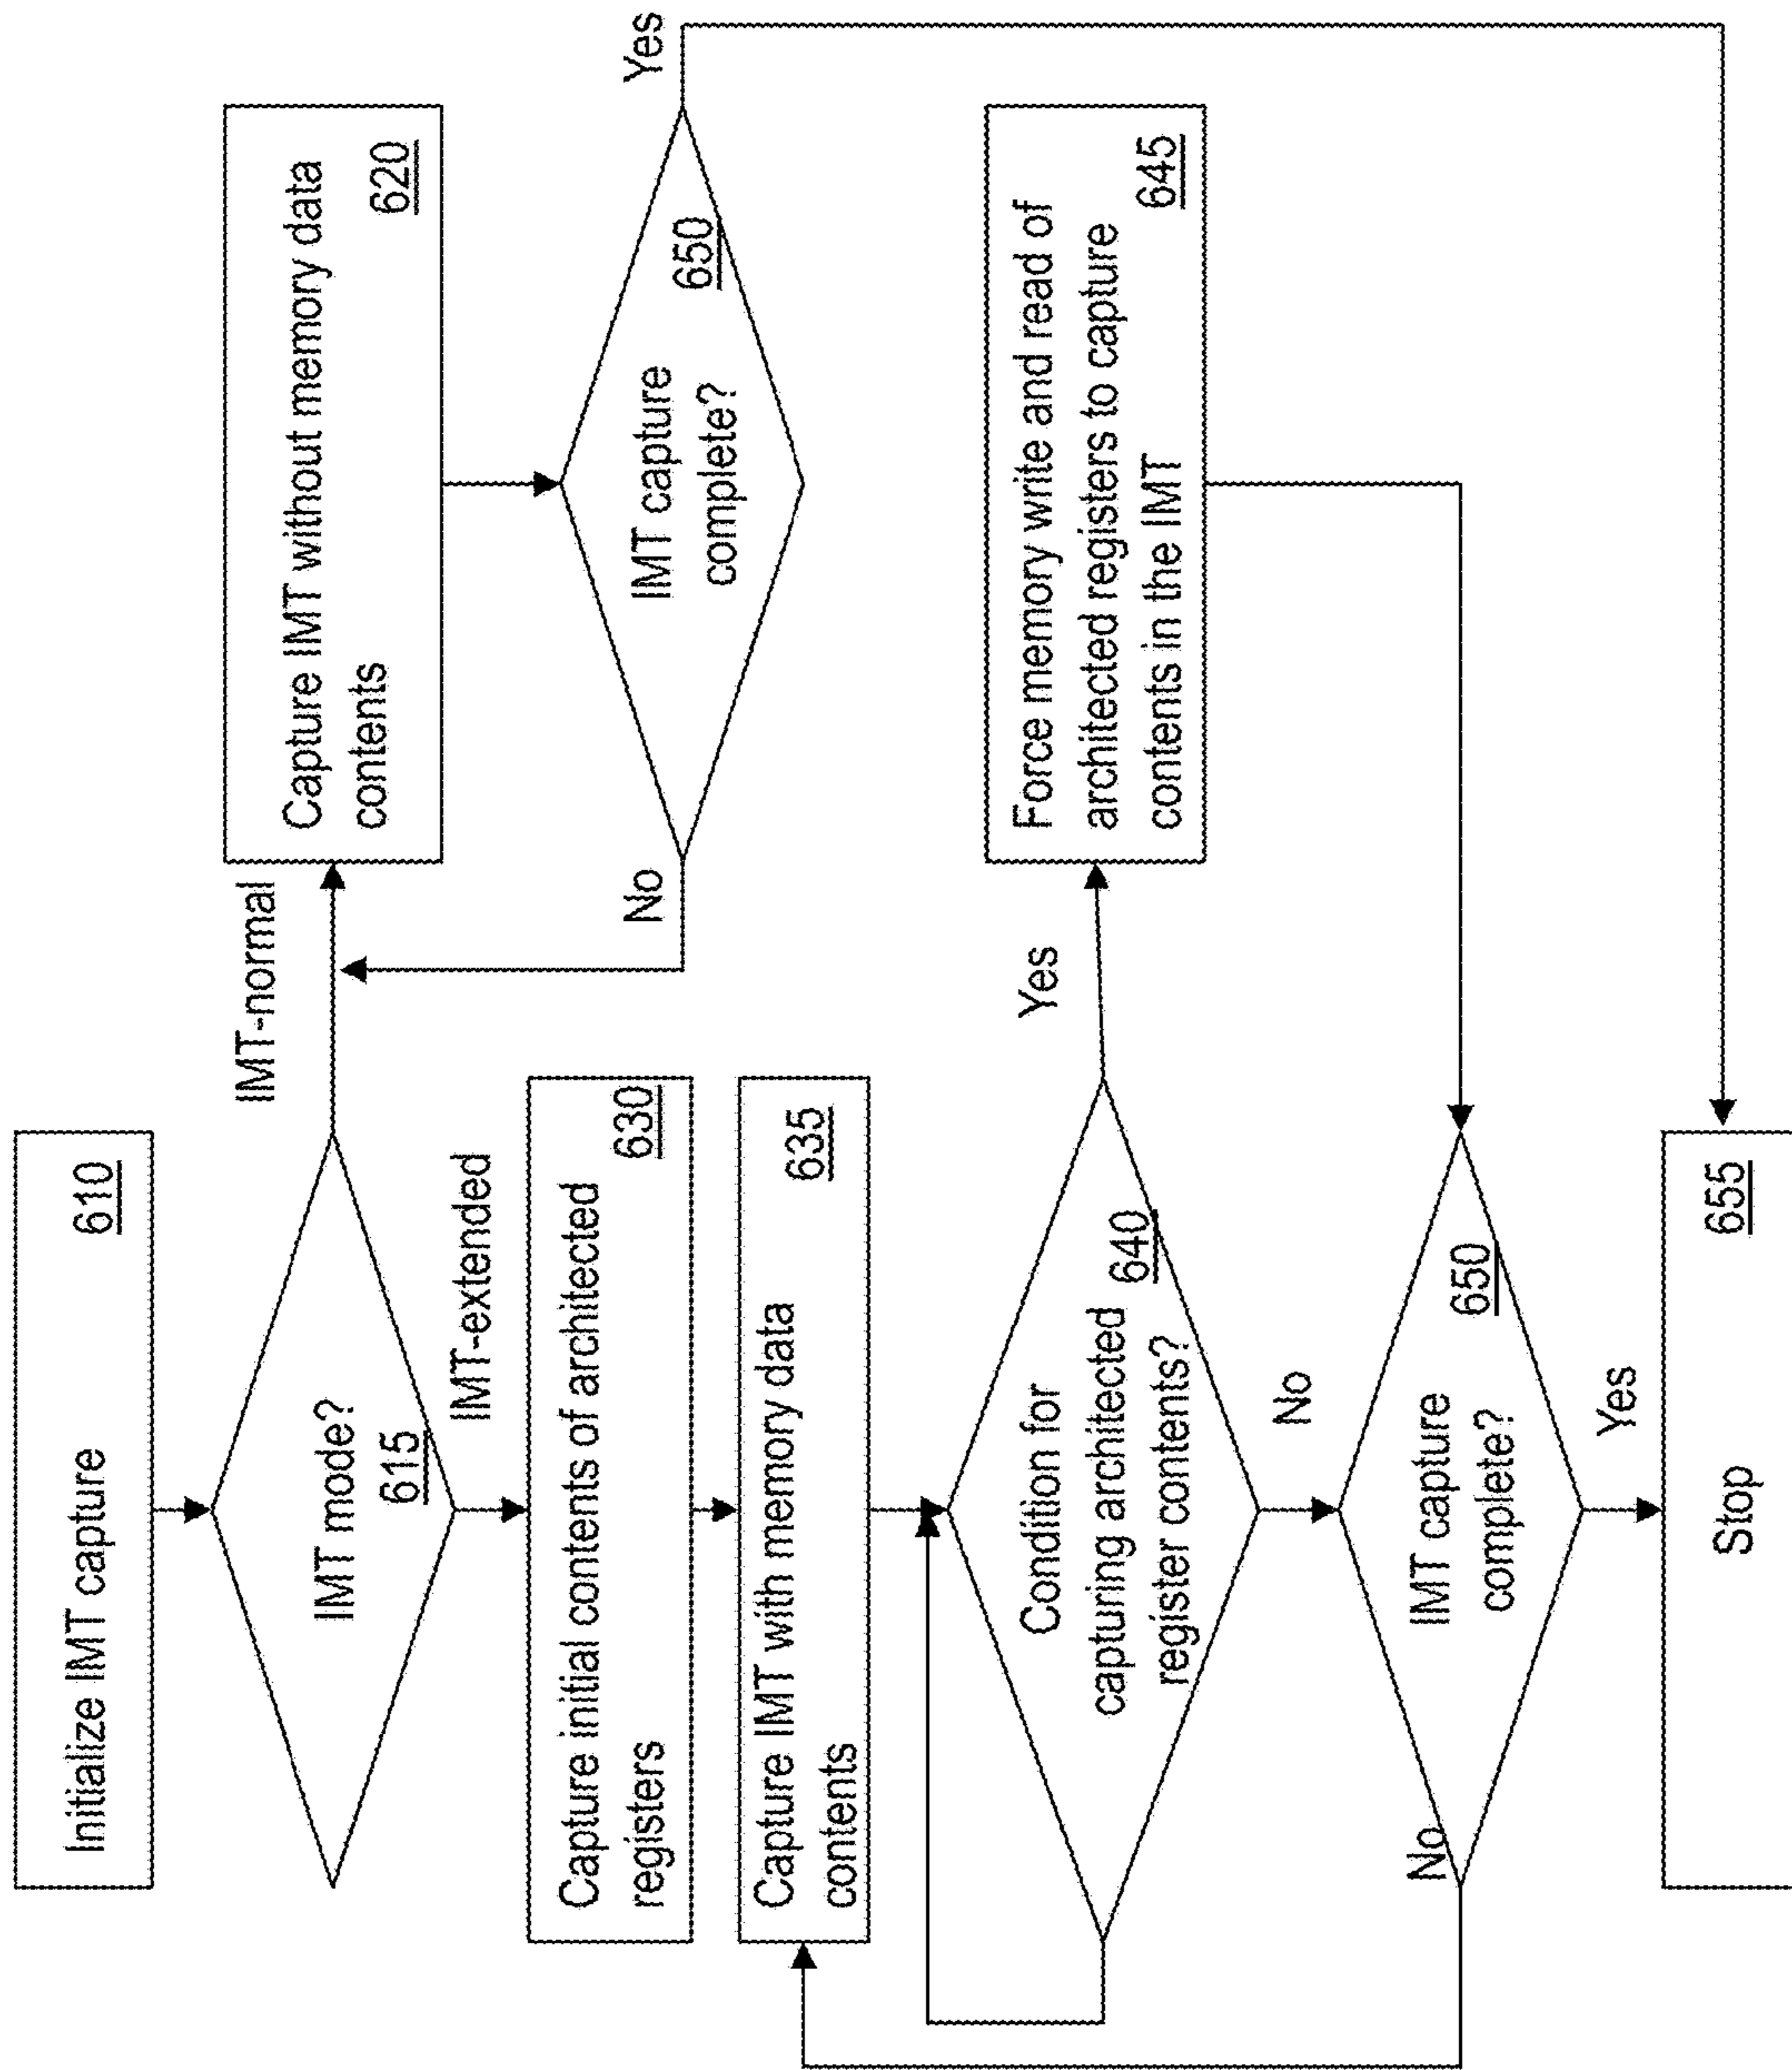 Initialize IMT capture
610
IMT mode?
615
IMT-normal
Capture IMT without memory data
contents
620
IMT capture
complete?
650
No
Yes
IMT-extended
Capture initial contents of architected
registers
630
Capture IMT with memory data
contents
635
Condition for
capturing architected
register contents?
640
Yes
Force memory write and read of
architected registers to capture
contents in the IMT
645
No
IMT capture
complete?
650
No
Yes
Stop
655